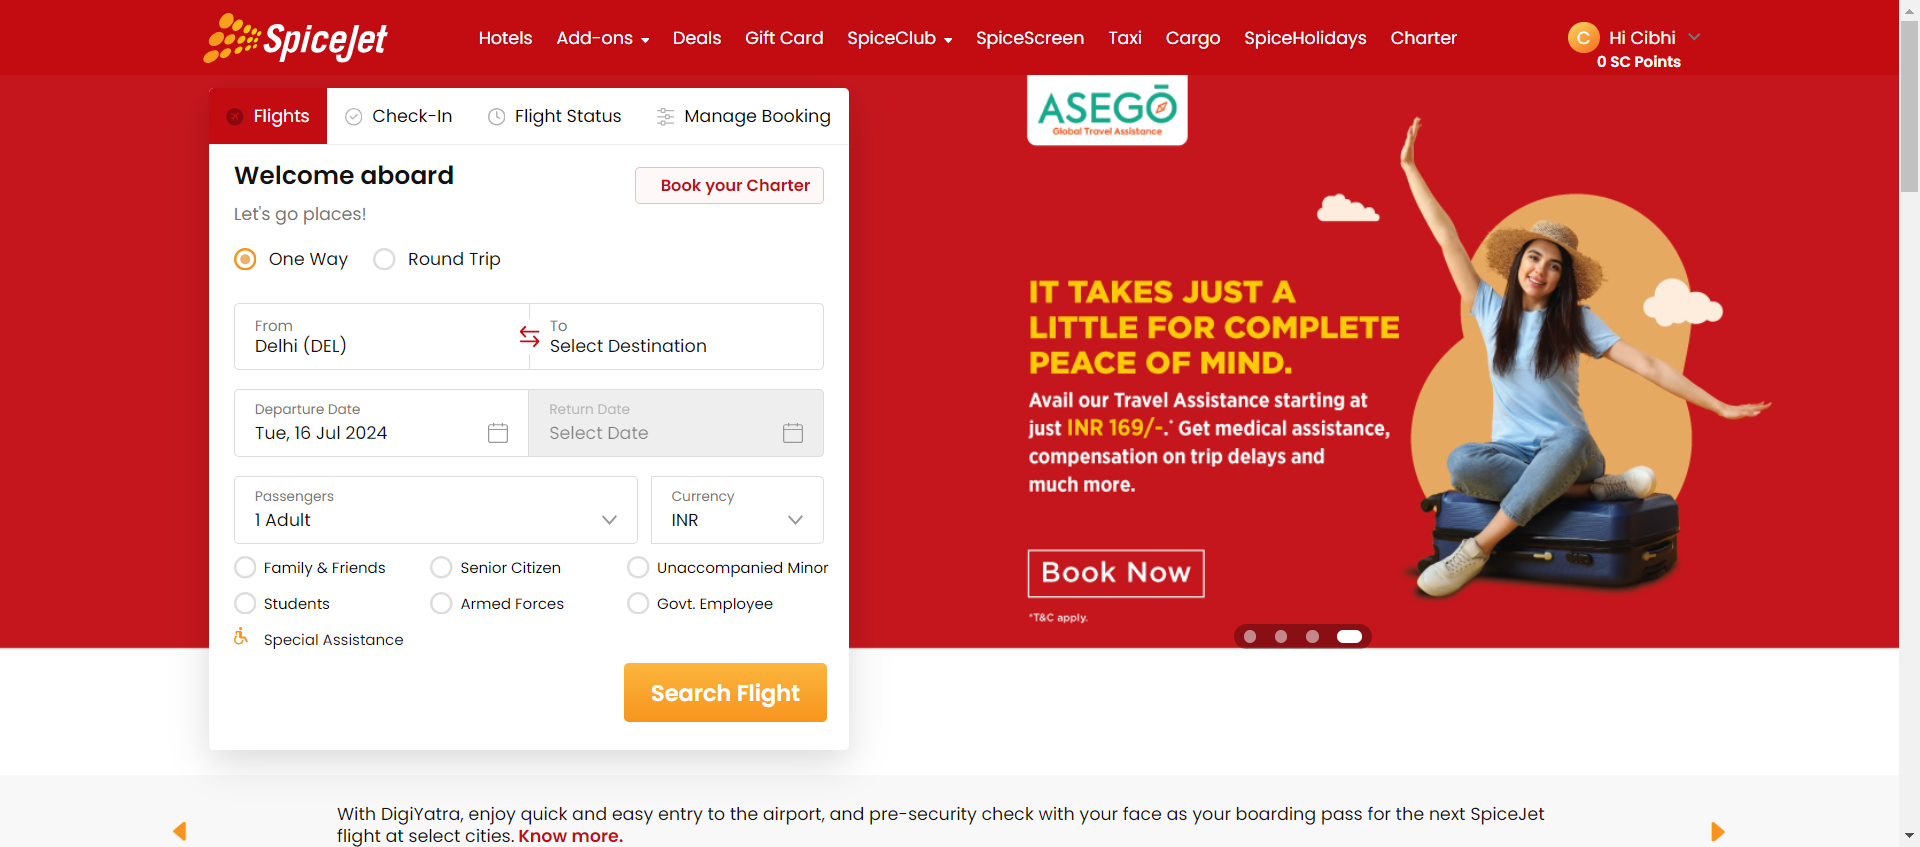 SpiceJet
Hotels Add-ons Deals Gift Card SpiceClub SpiceScreen Taxi Cargo SpiceHolidays Charter
C Hi Cibhi
0 SC Points
Flights Check-In Flight Status Manage Booking
Welcome aboard
Book your Charter
Let's go places!
One Way Round Trip
From
Delhi (DEL)
To
Select Destination
Departure Date
Tue, 16 Jul 2024
Return Date
Select Date
Passengers
1 Adult
Currency
INR
Family & Friends Senior Citizen Unaccompanied Minor
Students Armed Forces Govt. Employee
Special Assistance
Search Flight
ASEGŌ
Global Travel Assistance
IT TAKES JUST A
LITTLE FOR COMPLETE
PEACE OF MIND.
Avail our Travel Assistance starting at
just INR 169/-.* Get medical assistance,
compensation on trip delays and
much more.
Book Now
*T&C apply.
With DigiYatra, enjoy quick and easy entry to the airport, and pre-security check with your face as your boarding pass for the next SpiceJet
flight at select cities. Know more.